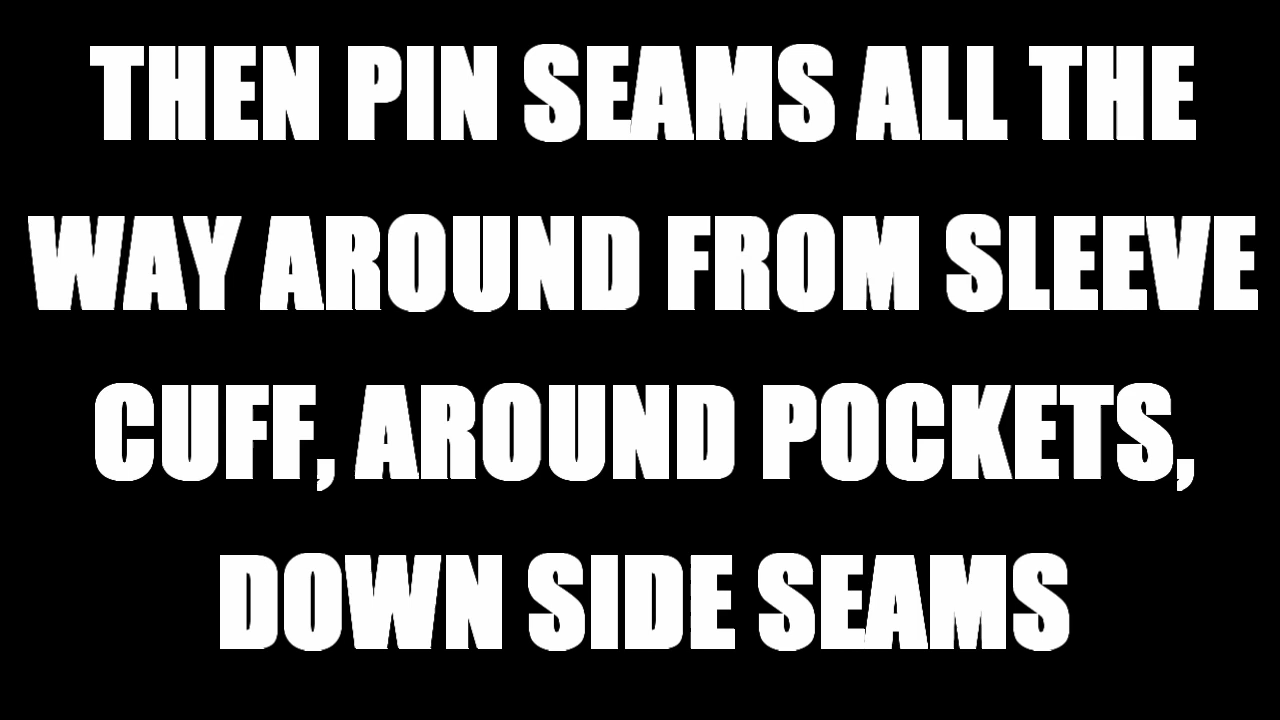 THEN PIN SEAMS ALL THE
WAY AROUND FROM SLEEVE
CUFF, AROUND POCKETS,
DOWN SIDE SEAMS